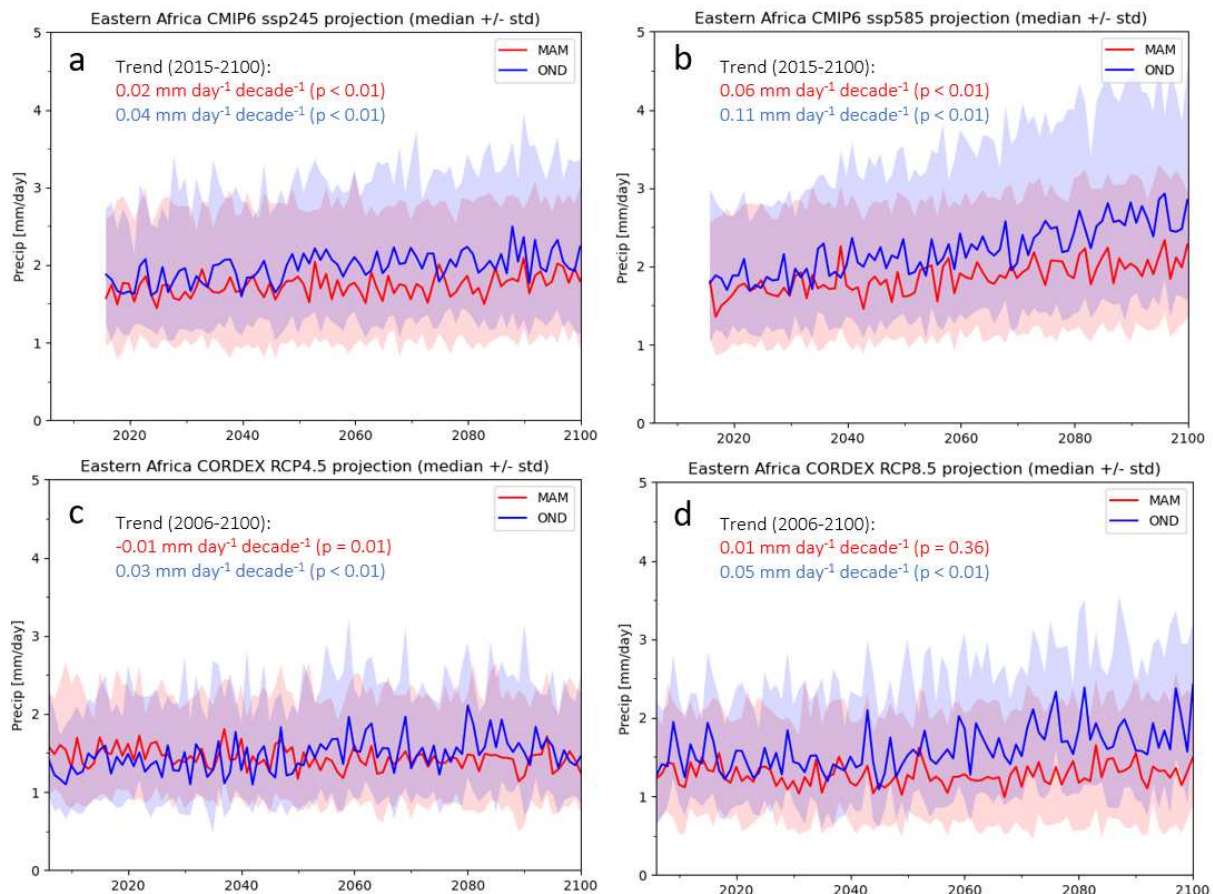 Eastern Africa CMIP6 ssp245 projection (median +/- std)
a
Trend (2015-2100):
0.02 mm day⁻¹ decade⁻¹ (p < 0.01)
0.04 mm day⁻¹ decade⁻¹ (p < 0.01)
MAM
OND
Precip [mm/day]
5
4
3
2
1
0
2020
2040
2060
2080
2100
Eastern Africa CMIP6 ssp585 projection (median +/- std)
b
Trend (2015-2100):
0.06 mm day⁻¹ decade⁻¹ (p < 0.01)
0.11 mm day⁻¹ decade⁻¹ (p < 0.01)
MAM
OND
Precip [mm/day]
5
4
3
2
1
0
2020
2040
2060
2080
2100
Eastern Africa CORDEX RCP4.5 projection (median +/- std)
c
Trend (2006-2100):
-0.01 mm day⁻¹ decade⁻¹ (p = 0.01)
0.03 mm day⁻¹ decade⁻¹ (p < 0.01)
MAM
OND
Precip [mm/day]
5
4
3
2
1
0
2020
2040
2060
2080
2100
Eastern Africa CORDEX RCP8.5 projection (median +/- std)
d
Trend (2006-2100):
0.01 mm day⁻¹ decade⁻¹ (p = 0.36)
0.05 mm day⁻¹ decade⁻¹ (p < 0.01)
MAM
OND
Precip [mm/day]
5
4
3
2
1
0
2020
2040
2060
2080
2100